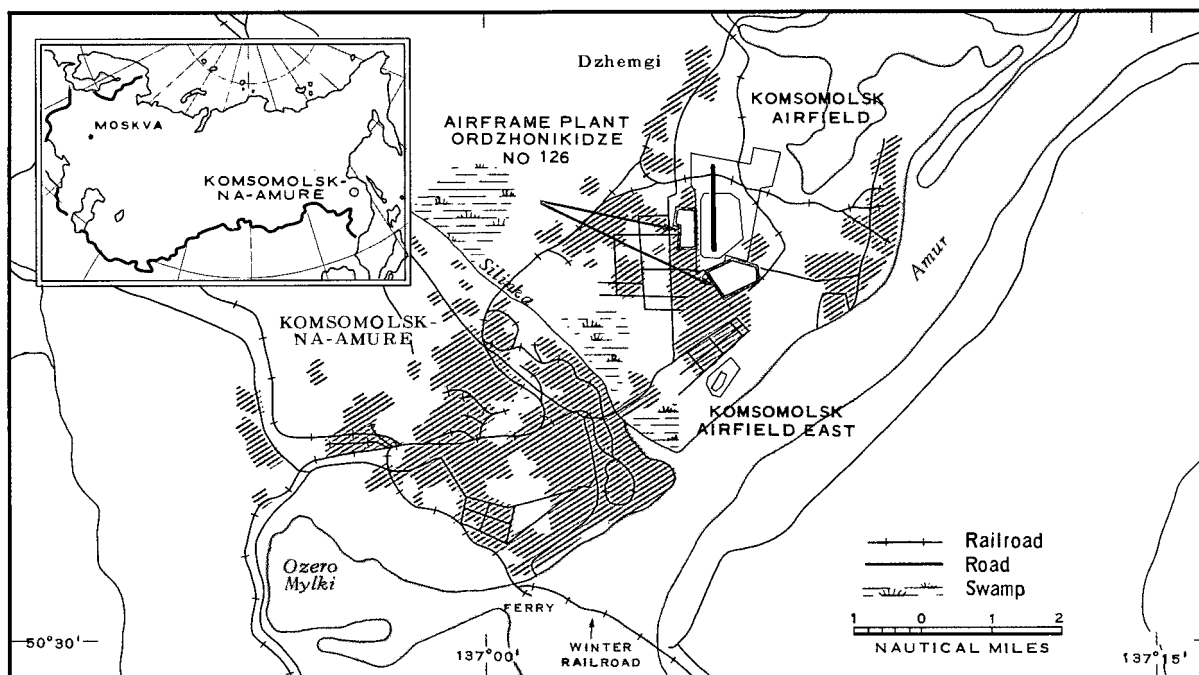 MOSKVA
KOMSOMOLSK-
NA-AMURE
Dzhemgi
KOMSOMOLSK
AIRFIELD
AIRFRAME PLANT
ORDZHONIKIDZE
NO 126
Silinka
Amur
KOMSOMOLSK-
NA-AMURE
KOMSOMOLSK
AIRFIELD EAST
Ozero
Mylki
FERRY
WINTER
RAILROAD
Railroad
Road
Swamp
1 0 1 2
NAUTICAL MILES
50°30'
137°00'
137°15'